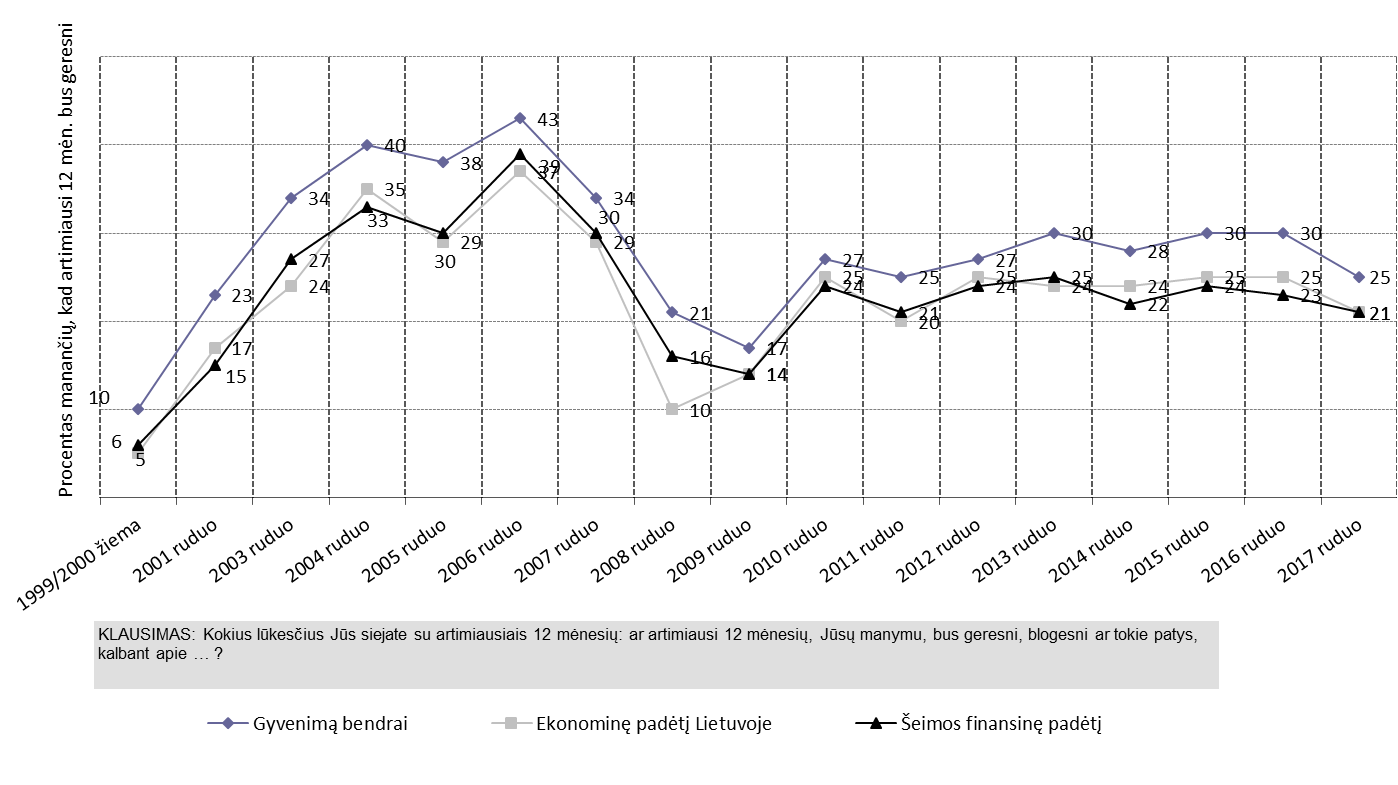 Procentas manančių, kad artimiausi 12 mėn. bus geresni
10 23 34 40 38 43 34 21 17 27 25 27 30 28 30 30 25
5 17 24 35 29 37 29 10 14 25 20 25 24 24 25 25 21
6 15 27 33 30 39 30 16 14 24 21 24 25 22 24 23 21
1999/2000 žiema
2001 ruduo
2003 ruduo
2004 ruduo
2005 ruduo
2006 ruduo
2007 ruduo
2008 ruduo
2009 ruduo
2010 ruduo
2011 ruduo
2012 ruduo
2013 ruduo
2014 ruduo
2015 ruduo
2016 ruduo
2017 ruduo
KLAUSIMAS: Kokius lūkesčius Jūs siejate su artimiausiais 12 mėnesių: ar artimiausi 12 mėnesių, Jūsų manymu, bus geresni, blogesni ar tokie patys,
kalbant apie … ?
Gyvenimą bendrai
Ekonominę padėtį Lietuvoje
Šeimos finansinę padėtį